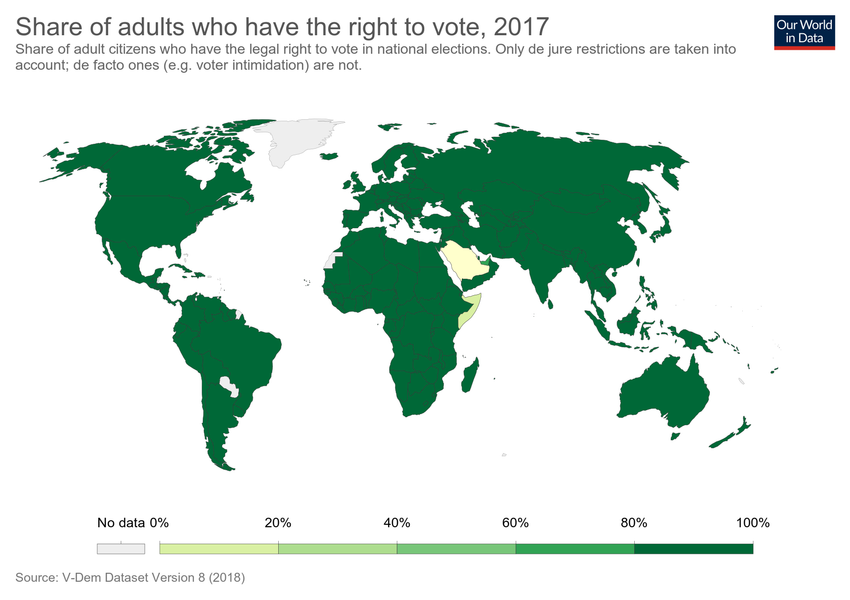 Share of adults who have the right to vote, 2017
Our World
in Data
Share of adult citizens who have the legal right to vote in national elections. Only de jure restrictions are taken into
account; de facto ones (e.g. voter intimidation) are not.
No data 0% 20% 40% 60% 80% 100%
Source: V-Dem Dataset Version 8 (2018)